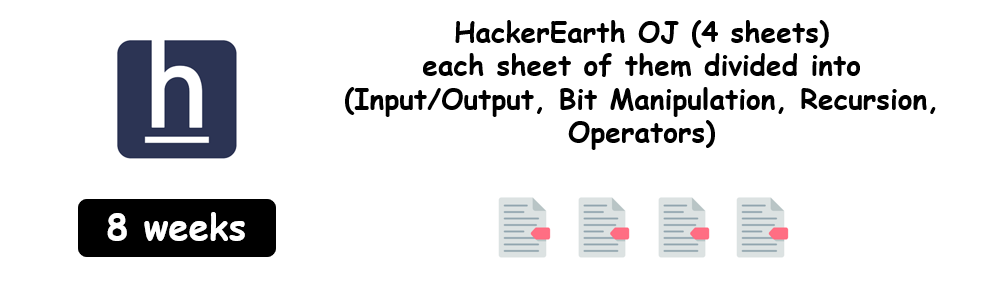 HackerEarth OJ (4 sheets)
each sheet of them divided into
(Input/Output, Bit Manipulation, Recursion,
Operators)
h
8 weeks